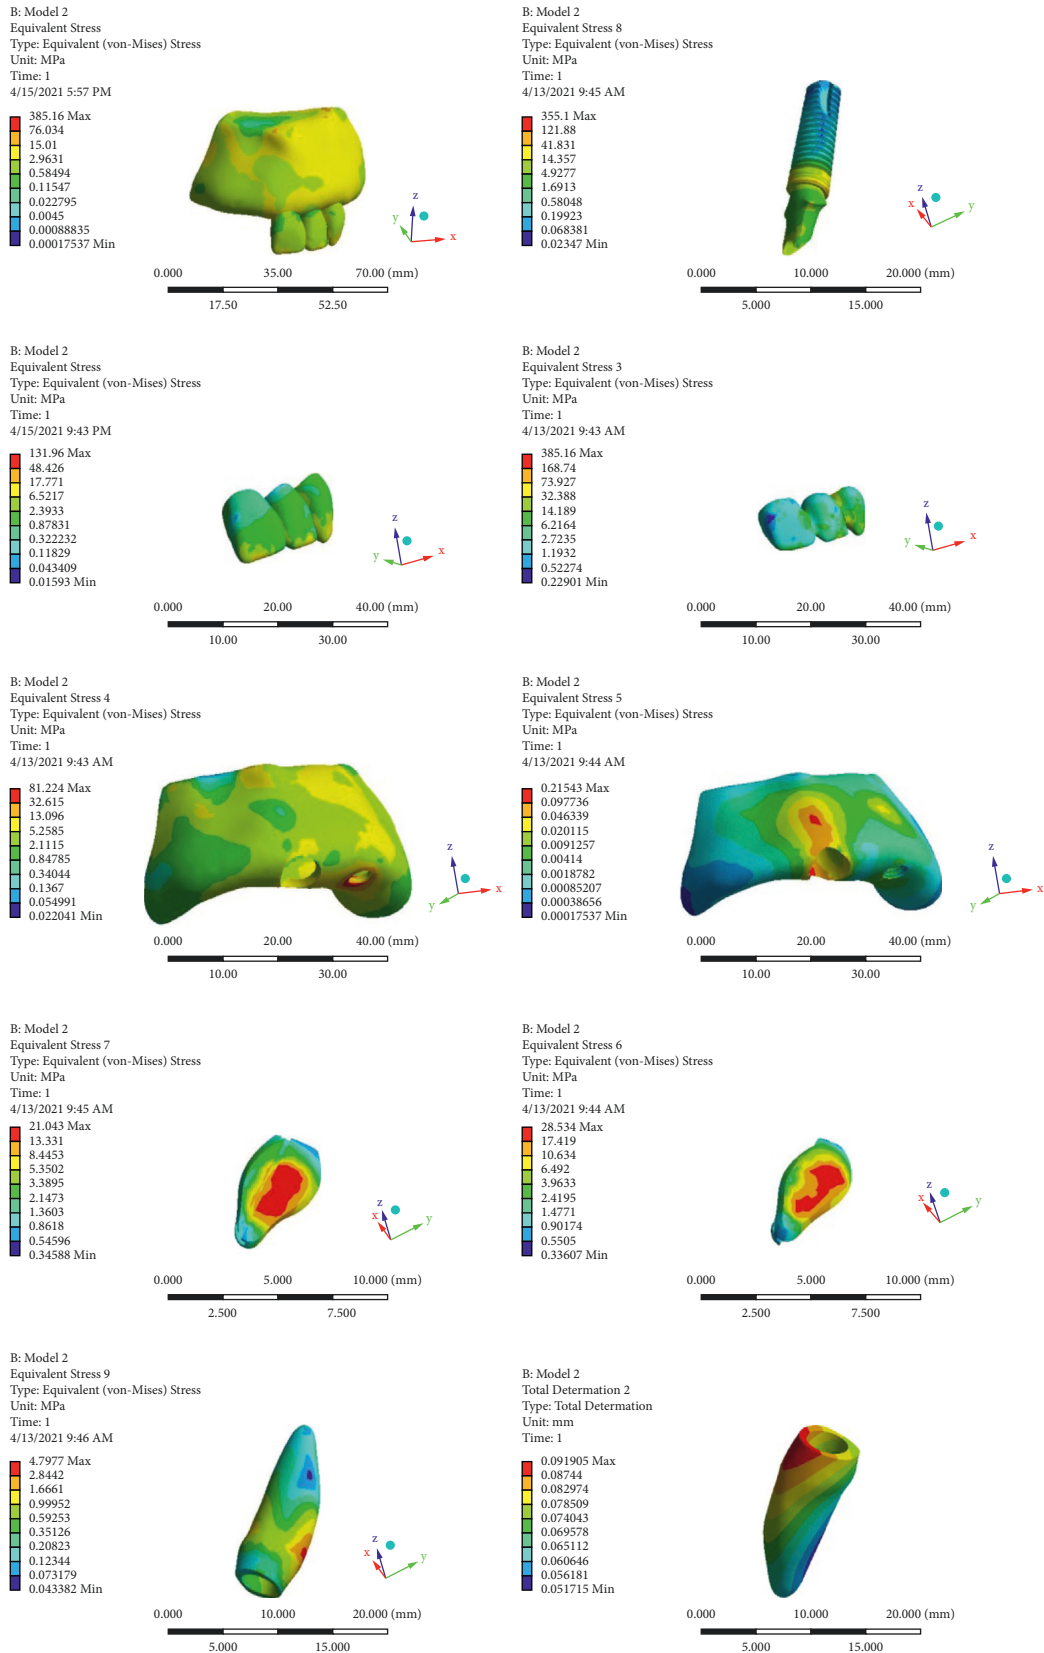 B: Model 2
Equivalent Stress
Type: Equivalent (von-Mises) Stress
Unit: MPa
Time: 1
4/15/2021 5:57 PM
385.16 Max
76.034
15.01
2.9631
0.58494
0.11547
0.022795
0.0045
0.00088835
0.00017537 Min
z
y
x
0.000 35.00 70.00 (mm)
17.50 52.50
B: Model 2
Equivalent Stress 8
Type: Equivalent (von-Mises) Stress
Unit: MPa
Time: 1
4/13/2021 9:45 AM
355.1 Max
121.88
41.831
14.357
4.9277
1.6913
0.58048
0.19923
0.068381
0.02347 Min
z
x
y
0.000 10.000 20.000 (mm)
5.000 15.000
B: Model 2
Equivalent Stress
Type: Equivalent (von-Mises) Stress
Unit: MPa
Time: 1
4/15/2021 9:43 PM
131.96 Max
48.426
17.771
6.5217
2.3933
0.87831
0.322232
0.11829
0.043409
0.01593 Min
z
x
y
0.000 20.00 40.00 (mm)
10.00 30.00
B: Model 2
Equivalent Stress 3
Type: Equivalent (von-Mises) Stress
Unit: MPa
Time: 1
4/13/2021 9:43 AM
385.16 Max
168.74
73.927
32.388
14.189
6.2164
2.7235
1.1932
0.52274
0.22901 Min
z
y
x
0.000 20.00 40.00 (mm)
10.00 30.00
B: Model 2
Equivalent Stress 4
Type: Equivalent (von-Mises) Stress
Unit: MPa
Time: 1
4/13/2021 9:43 AM
81.224 Max
32.615
13.096
5.2585
2.1115
0.84785
0.34044
0.1367
0.054991
0.022041 Min
z
x
y
0.000 20.00 40.00 (mm)
10.00 30.00
B: Model 2
Equivalent Stress 5
Type: Equivalent (von-Mises) Stress
Unit: MPa
Time: 1
4/13/2021 9:44 AM
0.21543 Max
0.097736
0.046339
0.020115
0.0091257
0.00414
0.0018782
0.00085207
0.00038656
0.00017537 Min
z
x
y
0.000 20.00 40.00 (mm)
10.00 30.00
B: Model 2
Equivalent Stress 7
Type: Equivalent (von-Mises) Stress
Unit: MPa
Time: 1
4/13/2021 9:45 AM
21.043 Max
13.331
8.4453
5.3502
3.3895
2.1473
1.3603
0.8618
0.54596
0.34588 Min
z
x
y
0.000 5.000 10.000 (mm)
2.500 7.500
B: Model 2
Equivalent Stress 6
Type: Equivalent (von-Mises) Stress
Unit: MPa
Time: 1
4/13/2021 9:44 AM
28.534 Max
17.419
10.634
6.492
3.9633
2.4195
1.4771
0.90174
0.5505
0.33607 Min
z
x
y
0.000 5.000 10.000 (mm)
2.500 7.500
B: Model 2
Equivalent Stress 9
Type: Equivalent (von-Mises) Stress
Unit: MPa
Time: 1
4/13/2021 9:46 AM
4.7977 Max
2.8442
1.6661
0.99952
0.59253
0.35126
0.20823
0.12344
0.073179
0.043382 Min
z
x
y
0.000 10.000 20.000 (mm)
5.000 15.000
B: Model 2
Total Determation 2
Type: Total Determation
Unit: mm
Time: 1
0.091905 Max
0.08744
0.082974
0.078509
0.074043
0.069578
0.065112
0.060646
0.056181
0.051715 Min
0.000 10.000 20.000 (mm)
5.000 15.000